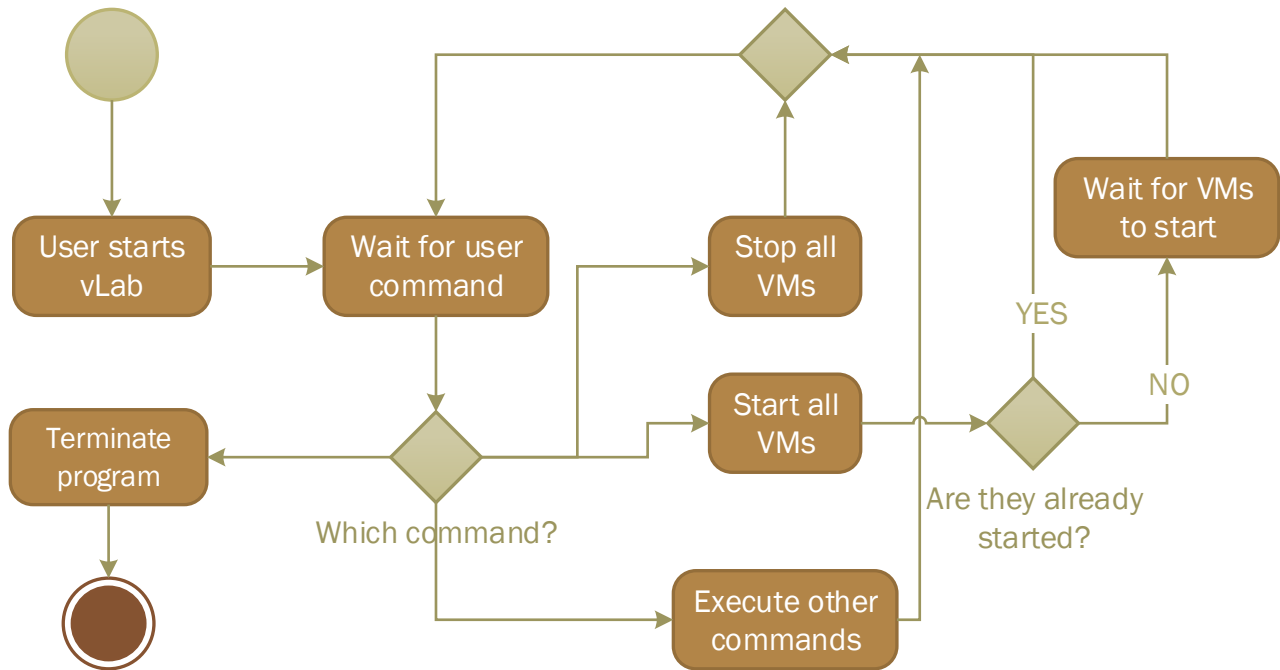 User starts
vLab
Wait for user
command
Stop all
VMs
Wait for VMs
to start
YES
NO
Terminate
program
Start all
VMs
Which command?
Are they already
started?
Execute other
commands